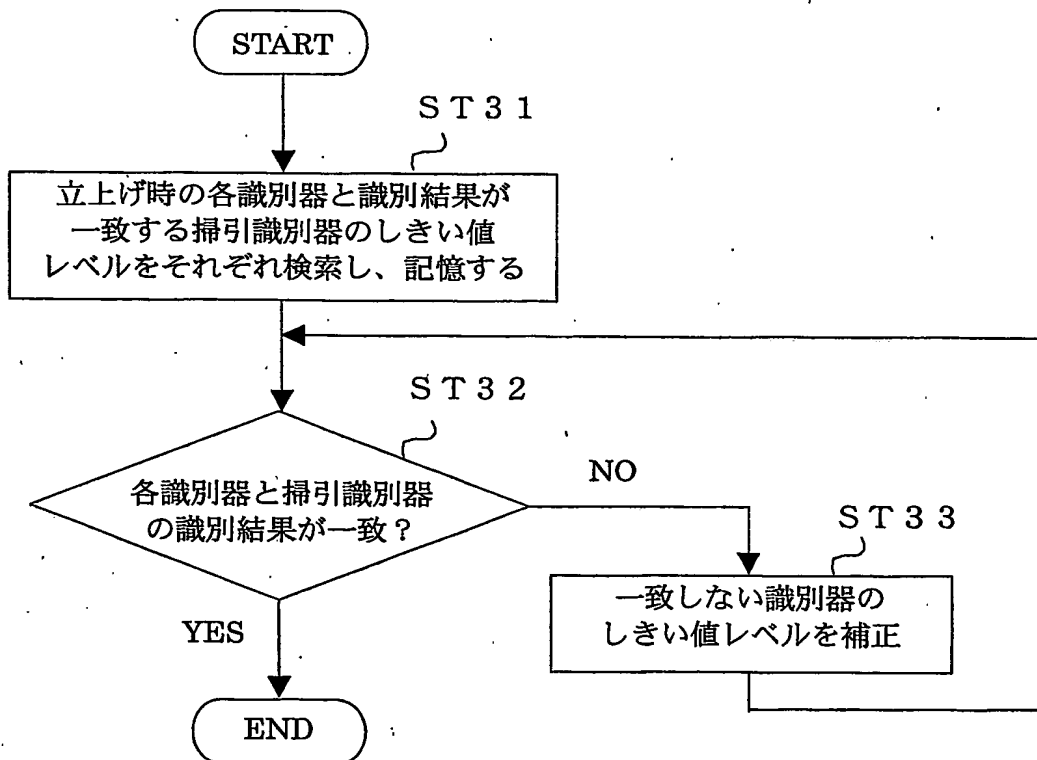 START
ST31
立上げ時の各識別器と識別結果が
一致する掃引識別器のしきい値
レベルをそれぞれ検索し、記憶する
ST32
各識別器と掃引識別器
の識別結果が一致？
NO
ST33
一致しない識別器の
しきい値レベルを補正
YES
END